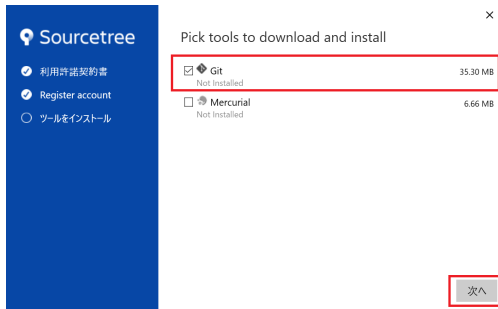 Sourcetree
利用許諾契約書
Register account
ツールをインストール
Pick tools to download and install
Git
35.30 MB
Not Installed
Mercurial
6.66 MB
Not Installed
次へ